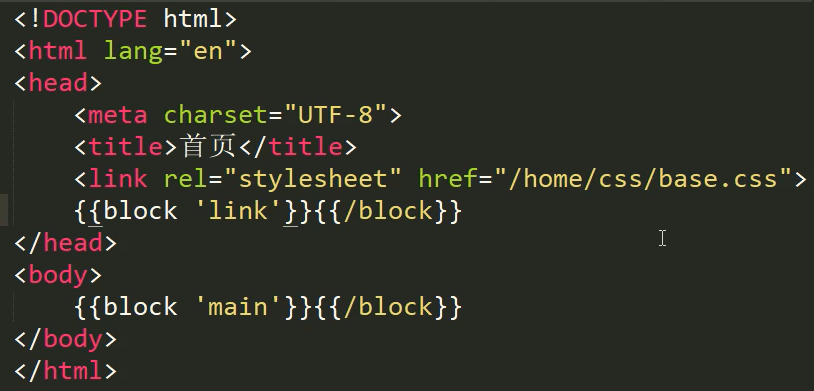 <!DOCTYPE html>
<html lang="en">
<head>
    <meta charset="UTF-8">
    <title>首页</title>
    <link rel="stylesheet" href="/home/css/base.css">
    {{block 'link'}}{{/block}}
</head>
<body>
    {{block 'main'}}{{/block}}
</body>
</html>